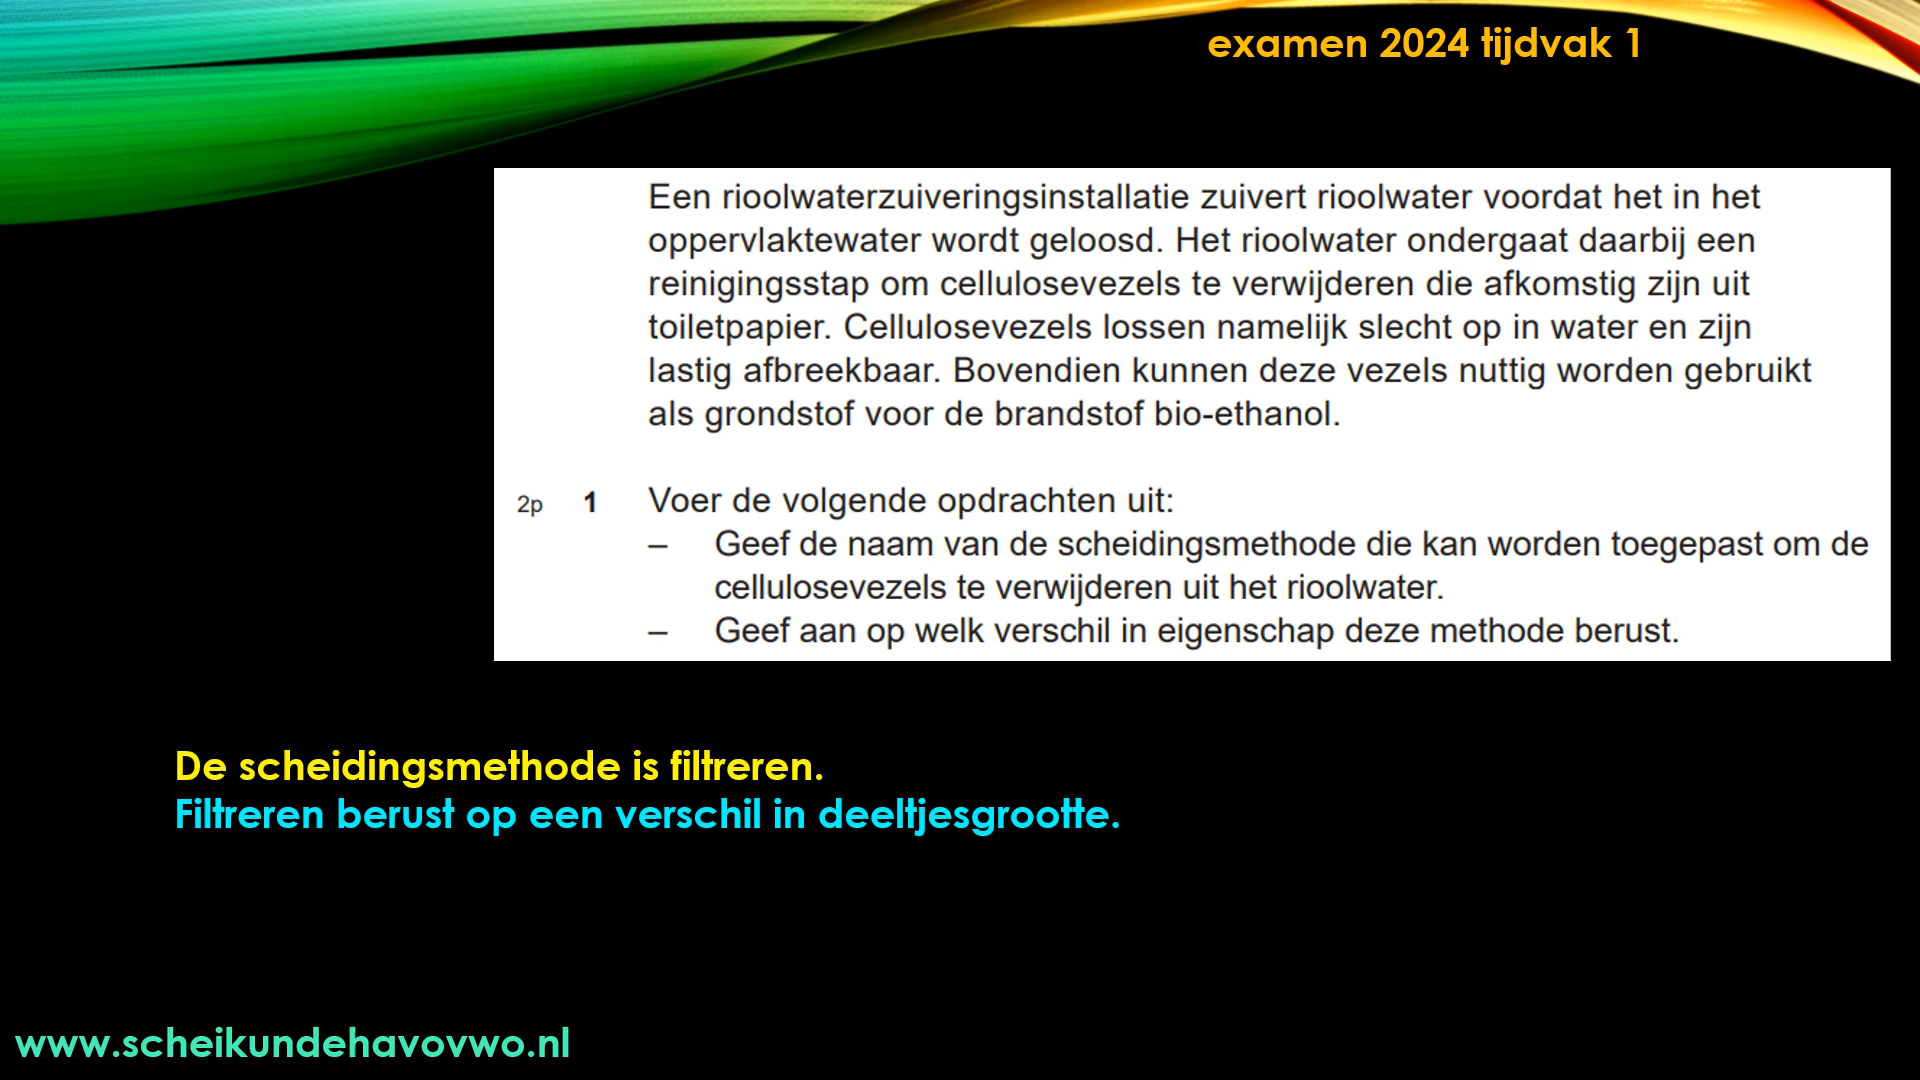 examen 2024 tijdvak 1
Een rioolwaterzuiveringsinstallatie zuivert rioolwater voordat het in het
oppervlaktewater wordt geloosd. Het rioolwater ondergaat daarbij een
reinigingsstap om cellulosevezels te verwijderen die afkomstig zijn uit
toiletpapier. Cellulosevezels lossen namelijk slecht op in water en zijn
lastig afbreekbaar. Bovendien kunnen deze vezels nuttig worden gebruikt
als grondstof voor de brandstof bio-ethanol.
2p 1 Voer de volgende opdrachten uit:
– Geef de naam van de scheidingsmethode die kan worden toegepast om de
cellulosevezels te verwijderen uit het rioolwater.
– Geef aan op welk verschil in eigenschap deze methode berust.
De scheidingsmethode is filtreren.
Filtreren berust op een verschil in deeltjesgrootte.
www.scheikundehavovwo.nl